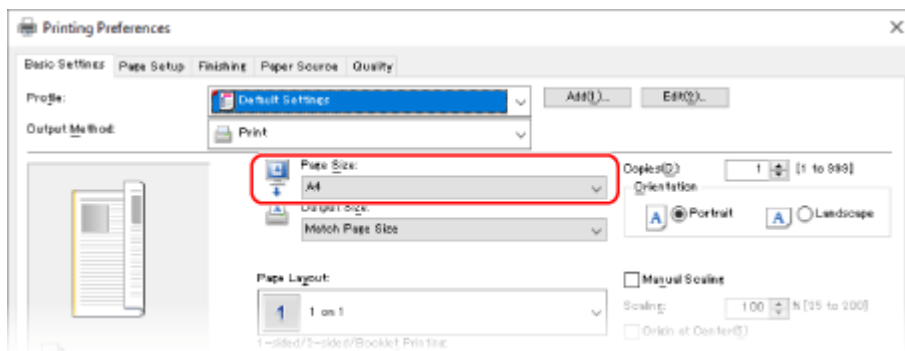 Printing Preferences
Basic Settings Page Setup Finishing Paper Source Quality
Profile: Default Settings Add(1)... Edit(2)...
Output Method: Print
Page Size: Copies(Q): 1 [1 to 999]
A4 Orientation
Output Size: Portrait Landscape
Match Page Size
Page Layout: Manual Scaling
1 1 on 1 Scaling: 100 % [25 to 200]
1-sided/2-sided/Booklet Printing: Origin at Center(5)